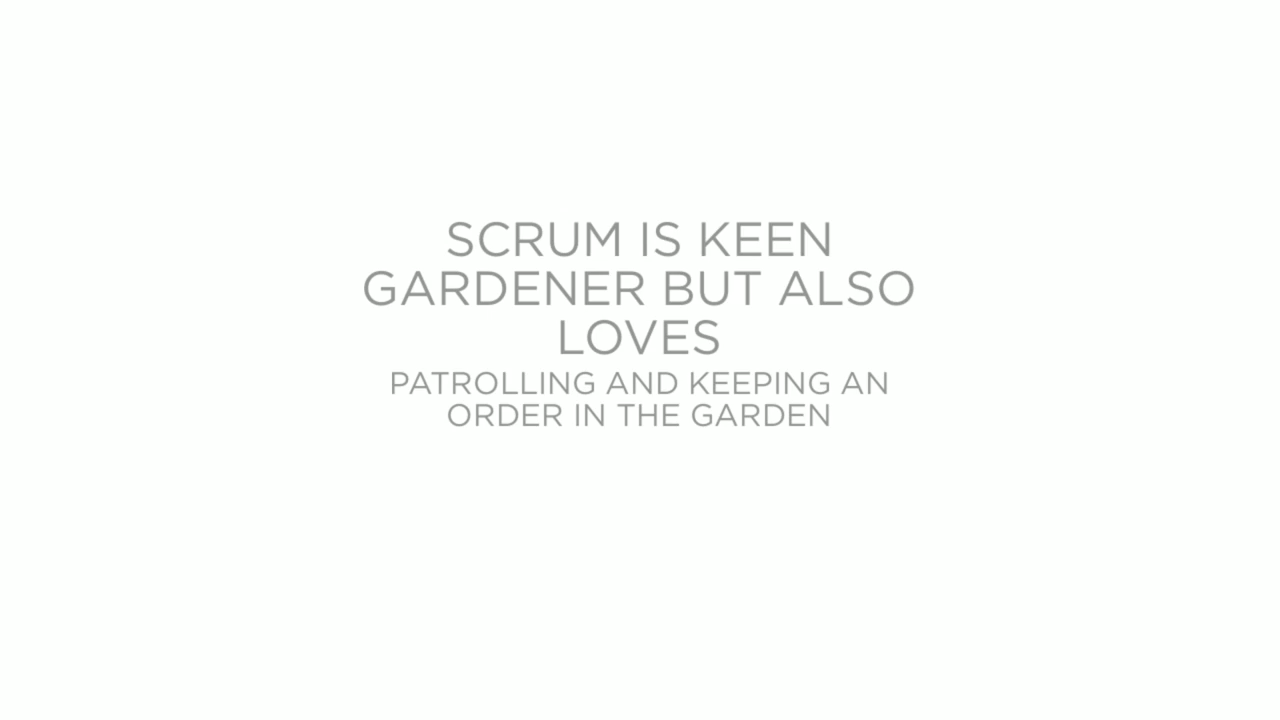 SCRUM IS KEEN
GARDENER BUT ALSO
LOVES
PATROLLING AND KEEPING AN
ORDER IN THE GARDEN